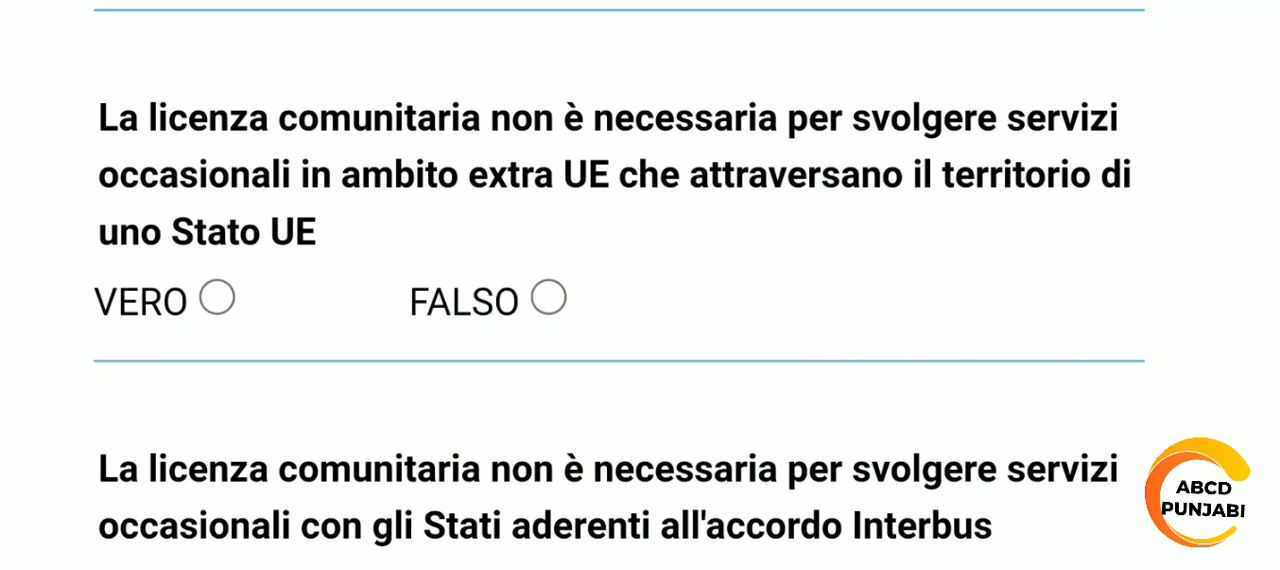 La licenza comunitaria non è necessaria per svolgere servizi
occasionali in ambito extra UE che attraversano il territorio di
uno Stato UE
VERO FALSO
La licenza comunitaria non è necessaria per svolgere servizi
occasionali con gli Stati aderenti all'accordo Interbus
ABCD
PUNJABI